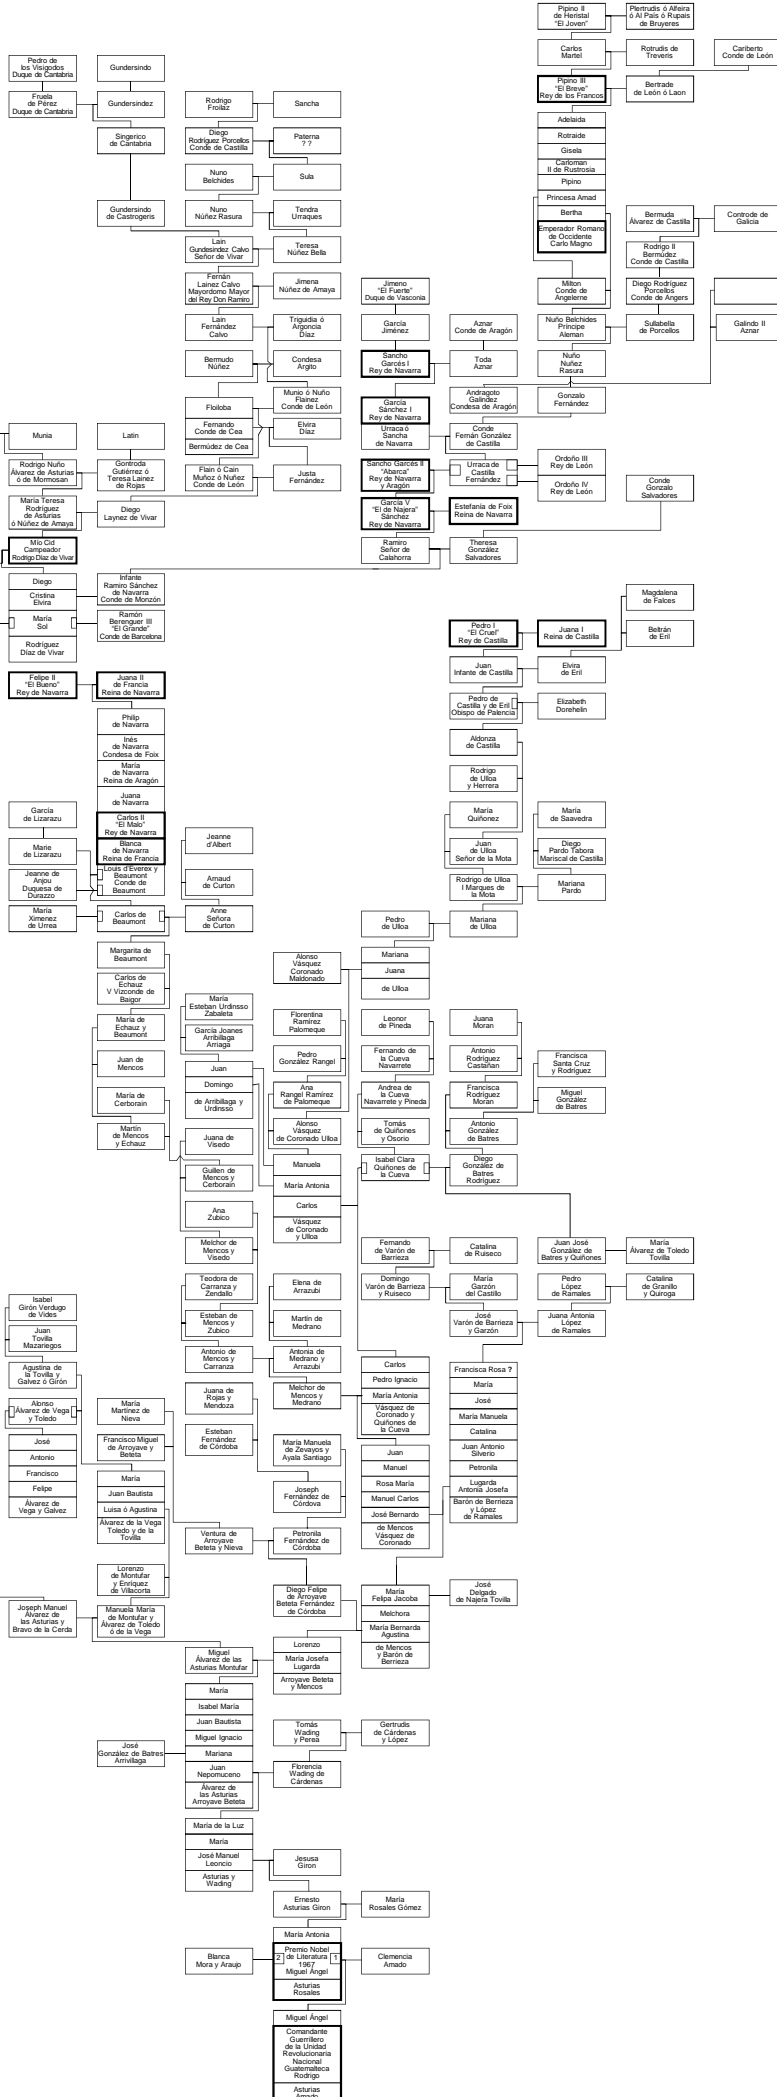 Pipino II
de Heristal
"El Joven"
Plertrudis ó Alfeira
ó Al País ó Rupais
de Bruyeres
Carlos
Martel
Rotrudis de
Treveris
Cariberto
Conde de León
Pipino III
"El Breve"
Rey de los Francos
Bertrade
de León ó Laon
Pedro de
los Visigodos
Duque de Cantabria
Gundersindo
Fruela
de Pérez
Duque de Cantabria
Gundersindez
Rodrigo
Froilaz
Sancha
Singerico
de Cantabria
Diego
Rodríguez Porcellos
Conde de Castilla
Paterna
? ?
Nuno
Belchides
Sula
Gundersindo
de Castrogeris
Nuno
Núñez Rasura
Tendra
Urraques
Adelaida
Rotraide
Gisela
Carloman
II de Rustrosia
Pipino
Princesa Amad
Bertha
Emperador Romano
de Occidente
Carlo Magno
Bermuda
Álvarez de Castilla
Controde de
Galicia
Lain
Gundesindez Calvo
Señor de Vivar
Teresa
Núñez Bella
Rodrigo II
Bermúdez
Conde de Castilla
Fernán
Lainez Calvo
Mayordomo Mayor
del Rey Don Ramiro
Jimena
Núñez de Amaya
Jimeno
"El Fuerte"
Duque de Vasconia
Milton
Conde de
Angelerne
Diego Rodríguez
Porcellos
Conde de Angers
Lain
Fernández
Calvo
Triguidia ó
Argoncia
Díaz
García
Jiménez
Aznar
Conde de Aragón
Nuño Belchides
Príncipe
Aleman
Sullabella
de Porcellos
Galindo II
Aznar
Bermudo
Núñez
Condesa
Argito
Sancho
Garcés I
Rey de Navarra
Toda
Aznar
Nuño
Nuñez
Rasura
Munio ó Nuño
Flainez
Conde de León
Andragoto
Galindez
Condesa de Aragón
Gonzalo
Fernández
Floiloba
Fernando
Conde de Cea
Bermúdez de Cea
Elvira
Díaz
García
Sánchez I
Rey de Navarra
Urraca ó
Sancha
de Navarra
Conde
Fernán González
de Castilla
Munia
Latín
Rodrigo Nuño
Álvarez de Asturias
ó de Mormosan
Gontroda
Gutiérrez ó
Teresa Lainez
de Rojas
Flain ó Cain
Muñoz ó Nuñez
Conde de León
Justa
Fernández
Sancho Garcés II
"Abarca"
Rey de Navarra
y Aragón
Urraca de
Castilla
Fernández
Ordoño III
Rey de León
Ordoño IV
Rey de León
Conde
Gonzalo
Salvadores
María Teresa
Rodríguez
de Asturias
ó Núñez de Amaya
Diego
Laynez de Vivar
García V
"El de Najera"
Sánchez
Rey de Navarra
Estefanía de Foix
Reina de Navarra
Mío Cid
Campeador
Rodrigo Díaz de Vivar
Ramiro
Señor de
Calahorra
Theresa
González
Salvadores
Diego
Cristina
Elvira
María
Sol
Rodríguez
Díaz de Vivar
Infante
Ramiro Sánchez
de Navarra
Conde de Monzón
Ramón
Berenguer III
"El Grande"
Conde de Barcelona
Magdalena
de Falces
Pedro I
"El Cruel"
Rey de Castilla
Juana I
Reina de Castilla
Beltrán
de Eril
Felipe II
"El Bueno"
Rey de Navarra
Juana II
de Francia
Reina de Navarra
Juan
Infante de Castilla
Elvira
de Eril
Philip
de Navarra
Inés
de Navarra
Condesa de Foix
María
de Navarra
Reina de Aragón
Juana
de Navarra
Carlos II
"El Malo"
Rey de Navarra
Blanca
de Navarra
Reina de Francia
Louis d'Everex y
Beaumont
Conde de
Beaumont
Pedro de
Castilla y de Eril
Obispo de Palencia
Elizabeth
Dorehelin
Aldonza
de Castilla
Rodrigo
de Ulloa
y Herrera
García
de Lizarazu
Marie
de Lizarazu
Jeanne de
Anjou
Duquesa de
Durazzo
Jeanne
d'Albert
Arnaud
de Curton
María
Quiñonez
María
de Saavedra
Juan
de Ulloa
Señor de la Mota
Diego
Pardo Tabora
Mariscal de Castilla
Rodrigo de Ulloa
I Marques de
la Mota
Mariana
Pardo
María
Ximenez
de Urrea
Carlos de
Beaumont
Anne
Señora
de Curton
Pedro
de Ulloa
Mariana
de Ulloa
Margarita de
Beaumont
Alonso
Vásquez
Coronado
Maldonado
Mariana
Juana
de Ulloa
Carlos de
Echauz
V Vizconde de
Baigor
María
Esteban Urdinsso
Zabaleta
María de
Echauz y
Beaumont
García Joanes
Arribillaga
Arriaga
Florentina
Ramírez
Palomeque
Leonor
de Pineda
Juana
Moran
Juan de
Mencos
Juan
Domingo
de Arribillaga y
Urdinsso
Pedro
González Rangel
Fernando de
la Cueva
Navarrete
Antonio
Rodríguez
Castañan
Francisca
Santa Cruz
y Rodríguez
María de
Cerborain
Ana
Rangel Ramírez
de Palomeque
Andrea de
la Cueva
Navarrete y Pineda
Francisca
Rodríguez
Moran
Miguel
González
de Batres
Martín
de Mencos
y Echauz
Juana de
Visedo
Alonso
Vásquez
de Coronado Ulloa
Tomás
de Quiñones
y Osorio
Antonio
González
de Batres
Guillen de
Mencos y
Cerborain
Manuela
María Antonia
Carlos
Vásquez
de Coronado
y Ulloa
Isabel Clara
Quiñones de
la Cueva
Diego
González de
Batres
Rodríguez
Ana
Zubico
Melchor de
Mencos y
Visedo
Fernando
de Varón de
Barrieza
Catalina
de Ruiseco
Juan José
González de
Batres y Quiñones
María
Álvarez de Toledo
Tovilla
Teodora de
Carranza y
Zendallo
Elena de
Arrazubi
Domingo
Varón de Barrieza
y Ruiseco
María
Garzón
del Castillo
Pedro
López
de Ramales
Catalina
de Granillo
y Quiroga
Isabel
Girón Verdugo
de Vides
Esteban de
Mencos y
Zubico
Martín de
Medrano
José
Varón de Barrieza
y Garzón
Juana Antonia
López
de Ramales
Juan
Tovilla
Mazariegos
Antonio de
Mencos y
Carranza
Antonia de
Medrano y
Arrazubi
Agustina de
la Tovilla y
Galvez ó Girón
Juana de
Rojas y
Mendoza
Melchor de
Mencos y
Medrano
Carlos
Pedro Ignacio
María Antonia
Vásquez de
Coronado y
Quiñones de
la Cueva
Francisca Rosa ?
María
José
María Manuela
Catalina
Juan Antonio
Silverio
Petronila
Lugarda
Antonia Josefa
Barón de Berrieza
y López
de Ramales
Alonso
Álvarez de Vega
y Toledo
María
Martínez de
Nieva
José
Antonio
Francisco
Felipe
Álvarez de
Vega y Galvez
Francisco Miguel
de Arroyave y
Beteta
Esteban
Fernández
de Córdoba
María Manuela
de Zevayos y
Ayala Santiago
Juan
Manuel
Rosa María
Manuel Carlos
José Bernardo
de Mencos
Vásquez de
Coronado
María
Juan Bautista
Luisa ó Agustina
Álvarez de la Vega
Toledo y de la
Tovilla
Joseph
Fernández de
Córdova
Ventura de
Arroyave
Beteta y Nieva
Petronila
Fernández de
Córdoba
Lorenzo
de Montufar
y Enríquez
de Villacorta
Diego Felipe
de Arroyave
Beteta Fernández
de Córdoba
María
Felipa Jacoba
Melchora
María Bernarda
Agustina
de Mencos
y Barón de
Berrieza
José
Delgado
de Najera Tovilla
Joseph Manuel
Álvarez de
las Asturias y
Bravo de la Cerda
Manuela María
de Montufar y
Álvarez de Toledo
ó de la Vega
Miguel
Álvarez de las
Asturias Montufar
Lorenzo
María Josefa
Lugarda
Arroyave Beteta
y Mencos
María
Isabel María
Juan Bautista
Miguel Ignacio
Mariana
Juan
Nepomuceno
Álvarez de
las Asturias
Arroyave Beteta
José
González de Batres
Arrivillaga
Tomás
Wading
y Perea
Gertrudis
de Cárdenas
y López
Florencia
Wading de
Cárdenas
María de la Luz
María
José Manuel
Leoncio
Asturias y
Wading
Jesusa
Giron
Ernesto
Asturias Giron
María
Rosales Gómez
María Antonia
Blanca
Mora y Araujo
2
Premio Nobel
de Literatura
1967
Miguel Ángel
1
Asturias
Rosales
Clemencia
Amado
Miguel Ángel
Comandante
Guerrillero
de la Unidad
Revolucionaria
Nacional
Guatemalteca
Rodrigo
Asturias
Amado